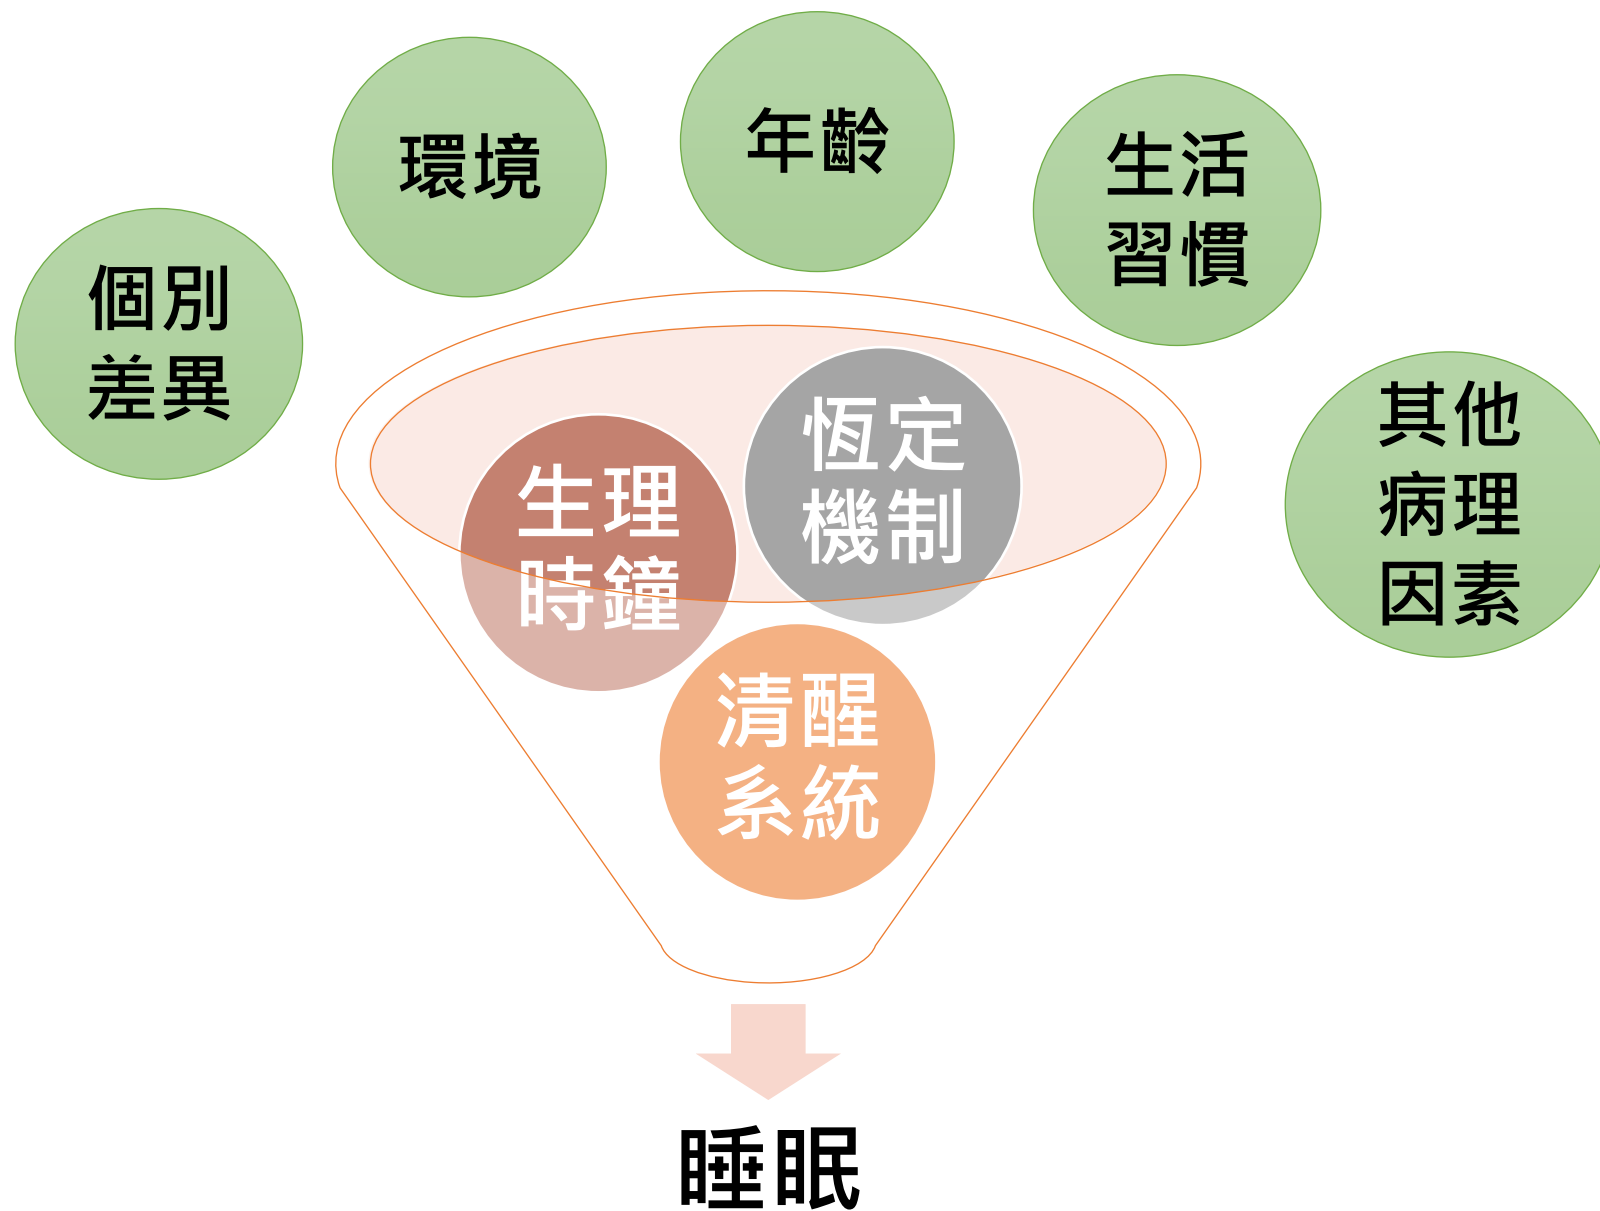 個別
差異
環境
年齡
生活
習慣
其他
病理
因素
生理
時鐘
恆定
機制
清醒
系統
睡眠